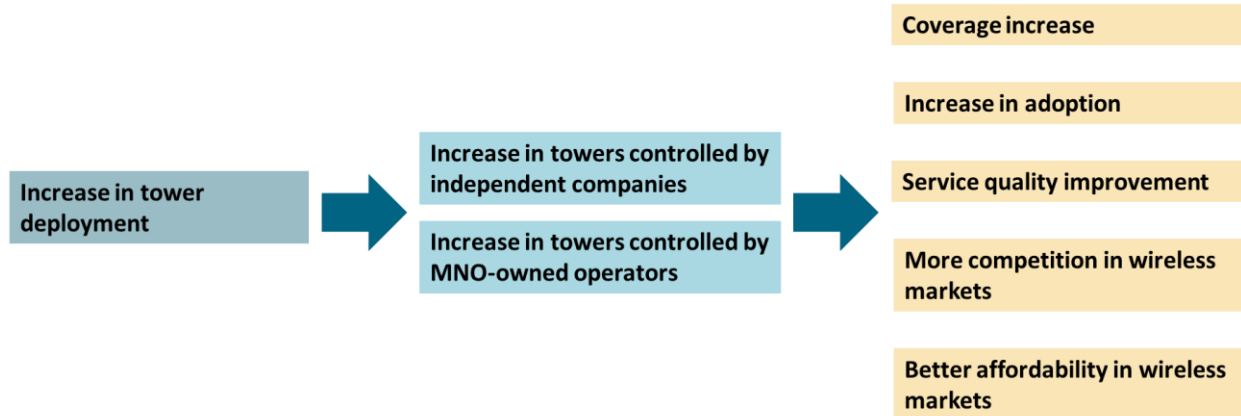 Increase in tower
deployment
Increase in towers controlled by
independent companies
Increase in towers controlled by
MNO-owned operators
Coverage increase
Increase in adoption
Service quality improvement
More competition in wireless
markets
Better affordability in wireless
markets